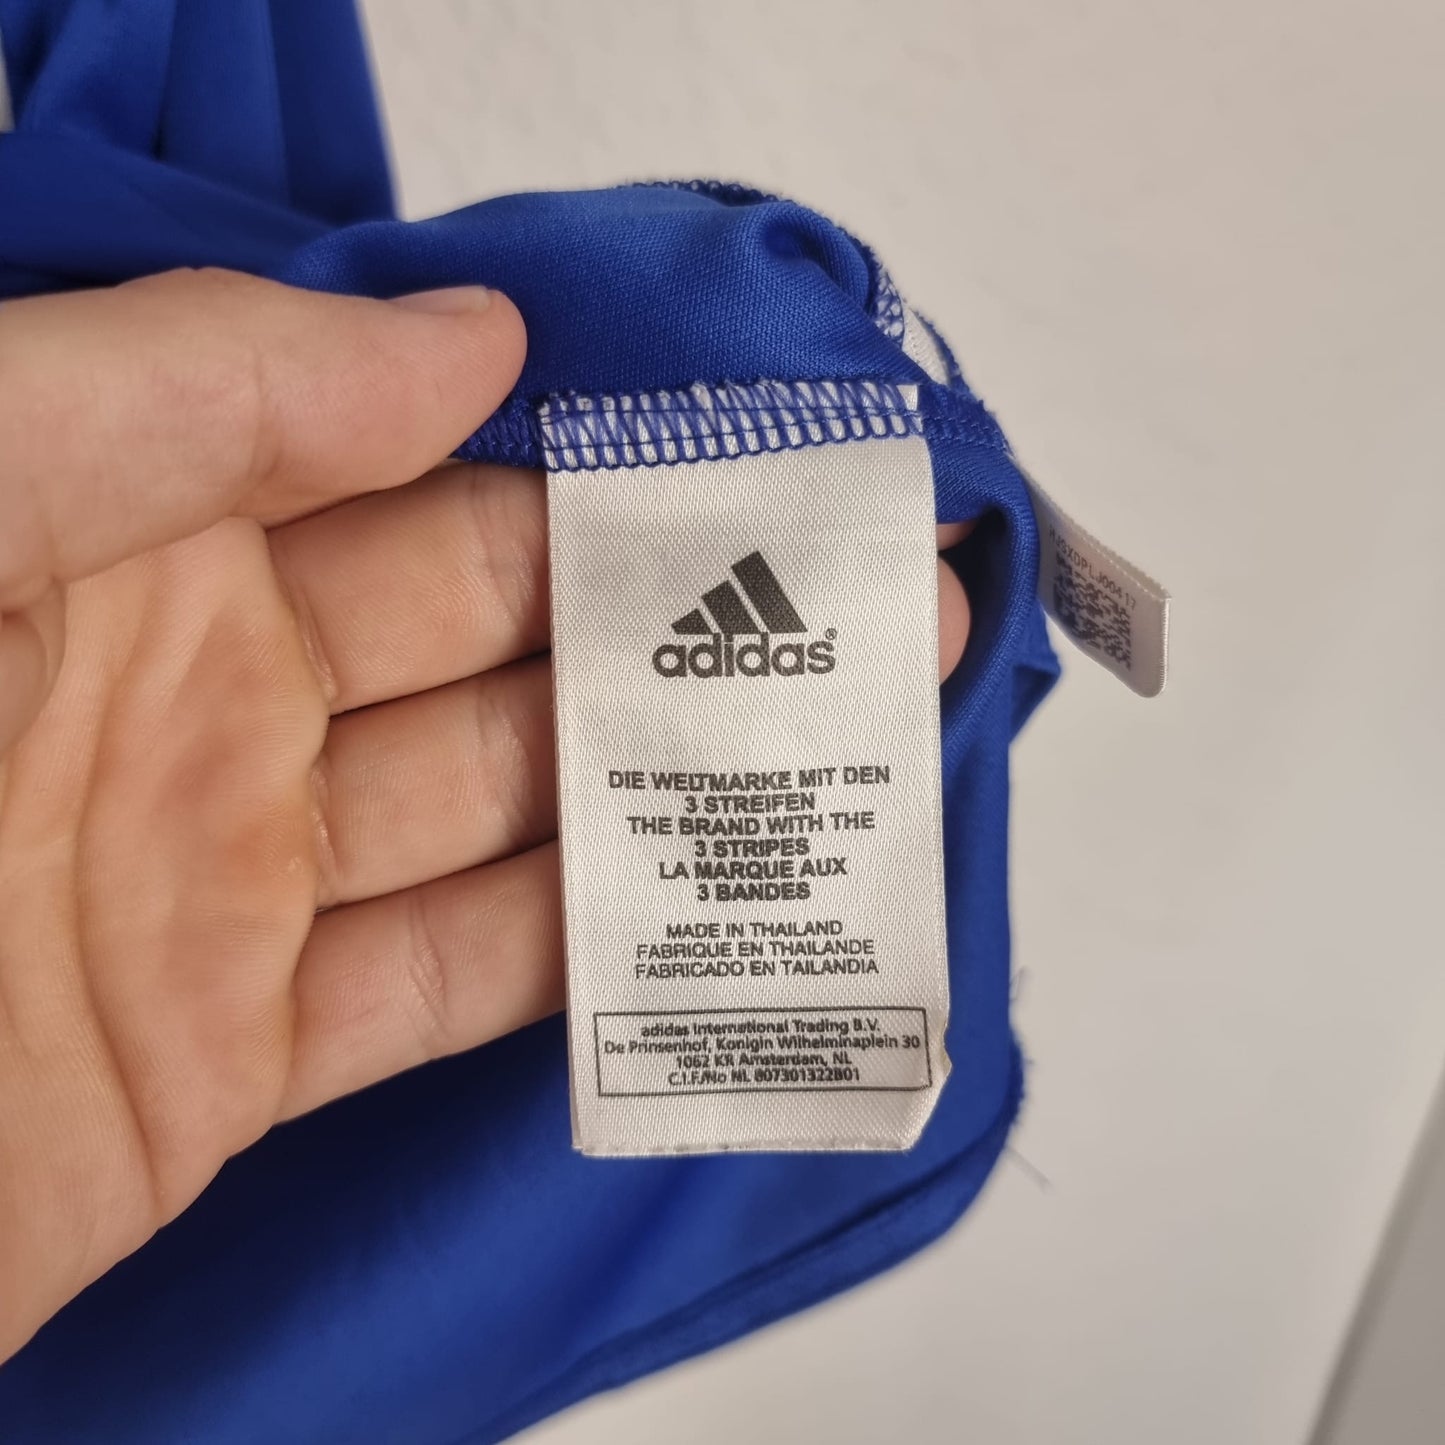 adidas®
DIE WELTMARKE MIT DEN
3 STREIFEN
THE BRAND WITH THE
3 STRIPES
LA MARQUE AUX
3 BANDES
MADE IN THAILAND
FABRIQUE EN THAILANDE
FABRICADO EN TAILANDIA
adidas International Trading B.V.
De Prinsenhof, Konigin Wilhelminaplein 30
1062 KR Amsterdam, NL
C.I.F/No NL 807301322B01